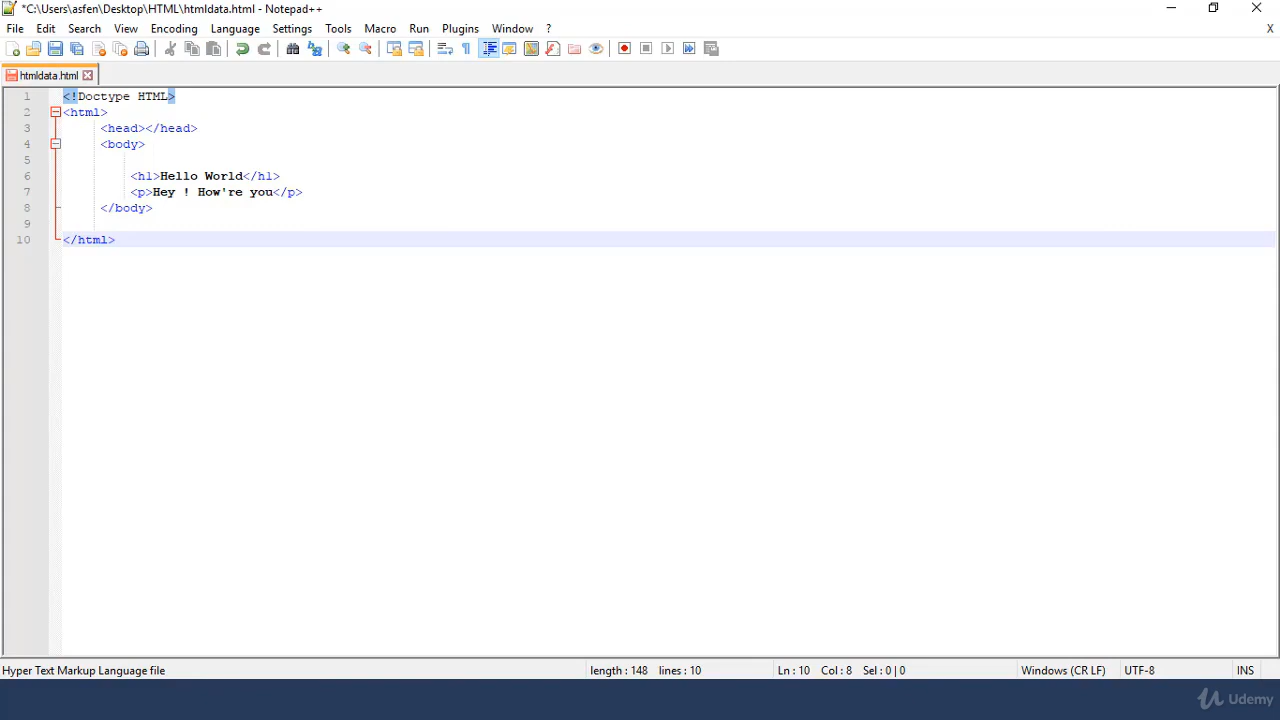 *C:\Users\asfen\Desktop\HTML\htmldata.html - Notepad++
File Edit Search View Encoding Language Settings Tools Macro Run Plugins Window ? X
htmldata.html
1 <!Doctype HTML>
2 <html>
3 <head></head>
4 <body>
5
6 <h1>Hello World</h1>
7 <p>Hey ! How're you</p>
8 </body>
9
10 </html>
Hyper Text Markup Language file length : 148 lines : 10 Ln : 10 Col : 8 Sel : 0 | 0 Windows (CR LF) UTF-8 INS
Udemy